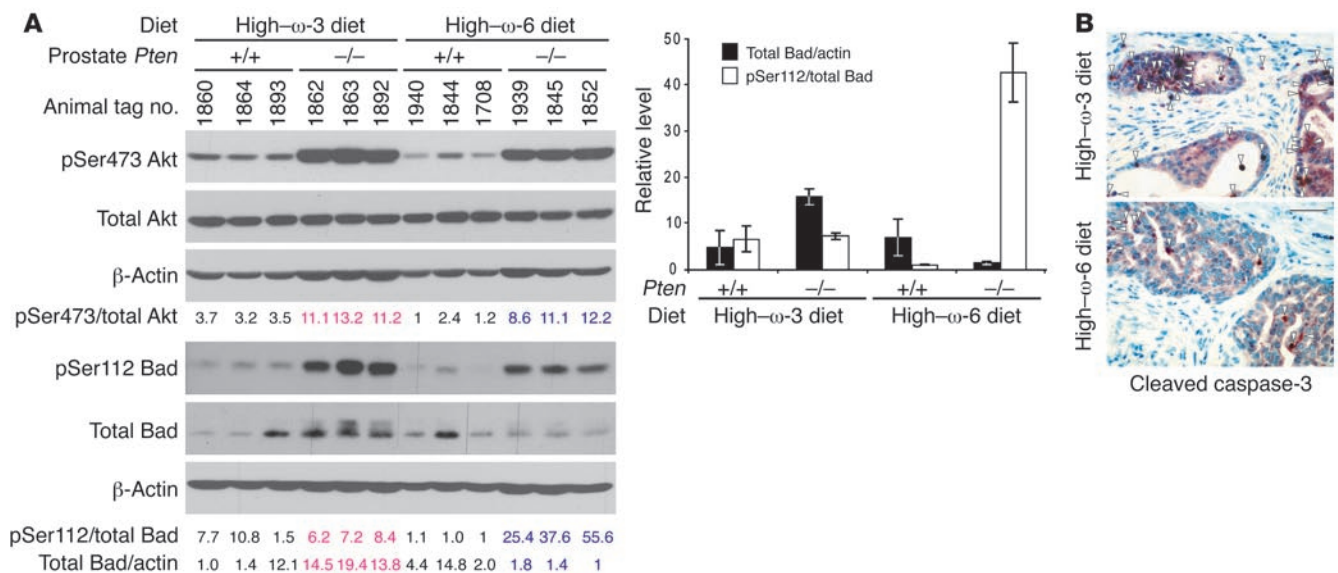 A
Diet High–ω-3 diet High–ω-6 diet
Prostate Pten +/+ –/– +/+ –/–
Animal tag no. 1860 1864 1893 1862 1863 1892 1940 1844 1708 1939 1845 1852
pSer473 Akt
Total Akt
β-Actin
pSer473/total Akt 3.7 3.2 3.5 11.1 13.2 11.2 1 2.4 1.2 8.6 11.1 12.2
pSer112 Bad
Total Bad
β-Actin
pSer112/total Bad 7.7 10.8 1.5 6.2 7.2 8.4 1.1 1.0 1 25.4 37.6 55.6
Total Bad/actin 1.0 1.4 12.1 14.5 19.4 13.8 4.4 14.8 2.0 1.8 1.4 1
Relative level
50
40
30
20
10
0
Total Bad/actin
pSer112/total Bad
Pten +/+ –/– +/+ –/–
Diet High–ω-3 diet High–ω-6 diet
B
High–ω-3 diet
High–ω-6 diet
Cleaved caspase-3